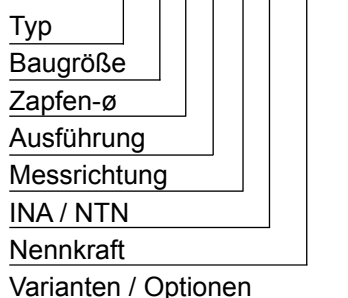 Typ
Baugröße
Zapfen-ø
Ausführung
Messrichtung
INA / NTN
Nennkraft
Varianten / Optionen